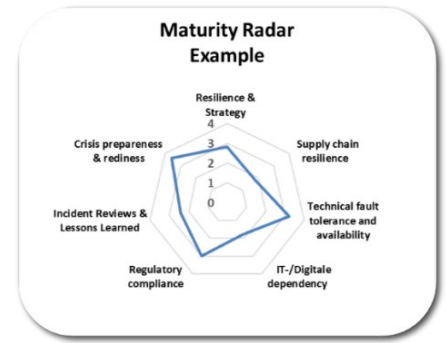 Maturity Radar
Example
Resilience &
Strategy
4
3
2
1
0
Supply chain
resilience
Technical fault
tolerance and
availability
IT-/Digitale
dependency
Regulatory
compliance
Incident Reviews &
Lessons Learned
Crisis prepareness
& rediness